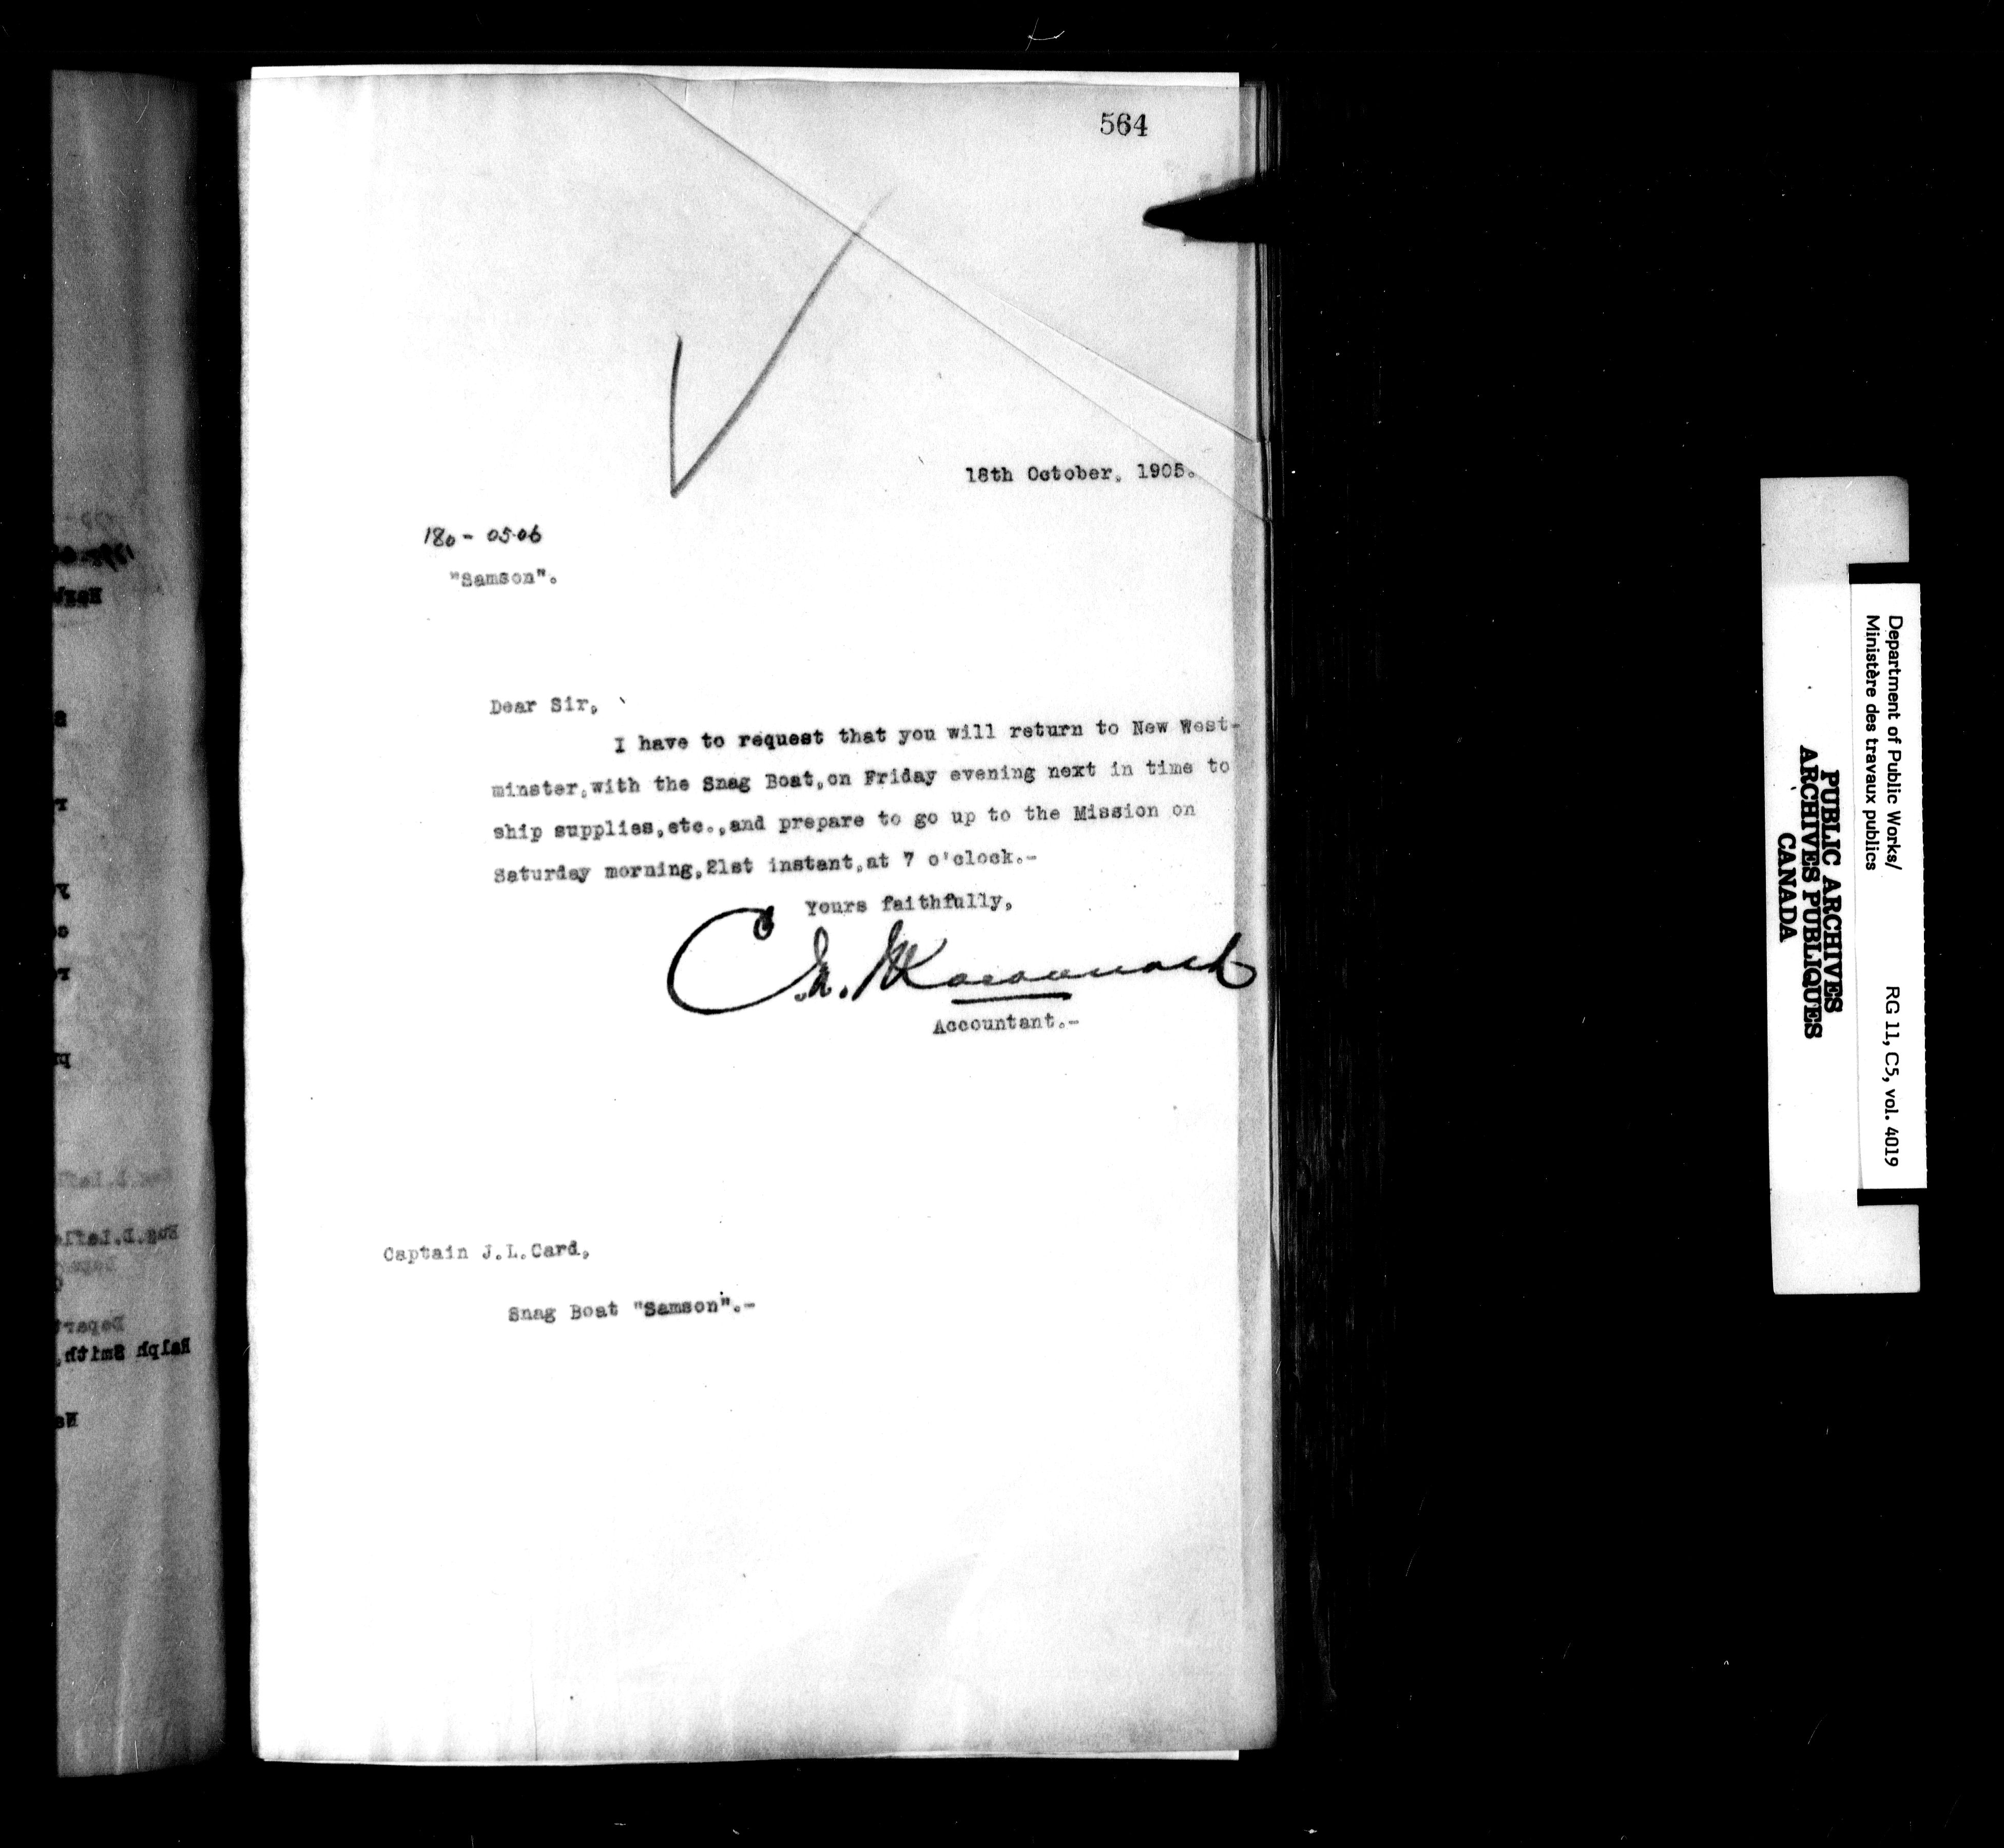 564
18th October, 1905.
180 - 05-06
"Samson".
Dear Sir,
I have to request that you will return to New West-
minster, with the Snag Boat, on Friday evening next in time to
ship supplies, etc., and prepare to go up to the Mission on
Saturday morning, 21st instant, at 7 o'clock.-
Yours faithfully,
Accountant.-
Captain J.L.Card,
Snag Boat "Samson".-
Department of Public Works/
Ministère des travaux publics
RG 11, C5, vol. 4019
PUBLIC ARCHIVES
ARCHIVES PUBLIQUES
CANADA
Ralph Smith,